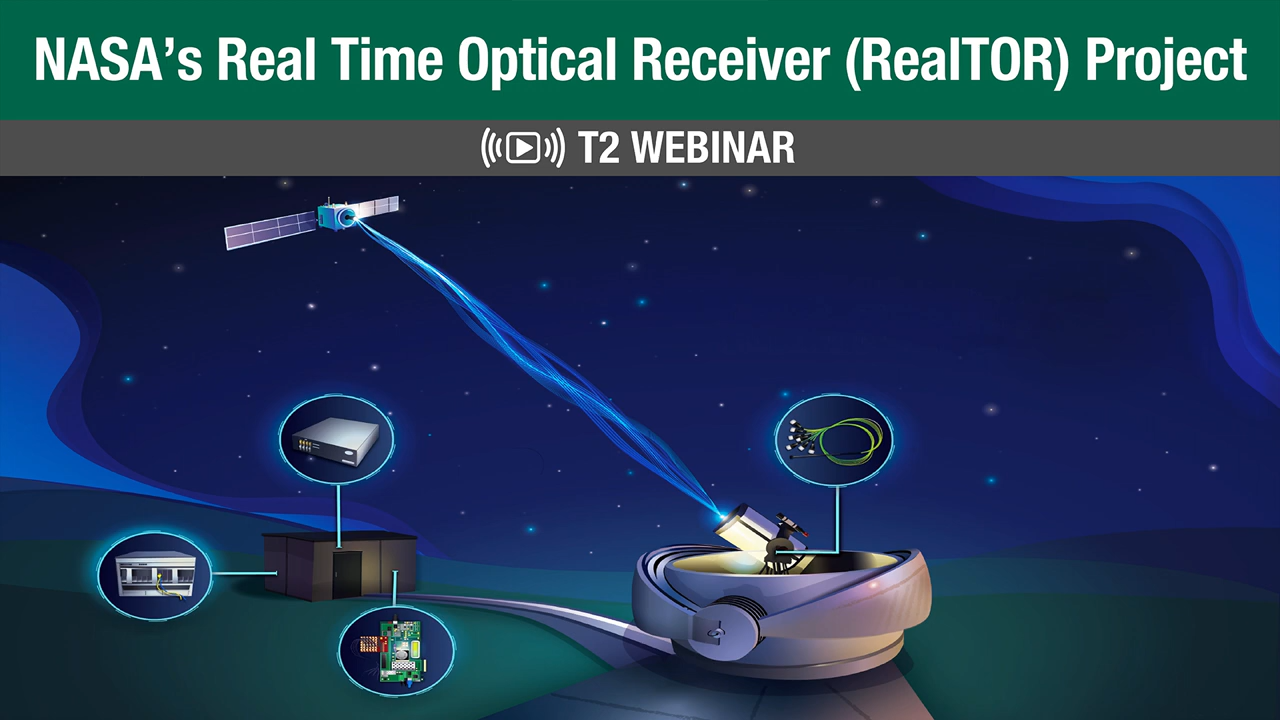 NASA’s Real Time Optical Receiver (RealTOR) Project
T2 WEBINAR